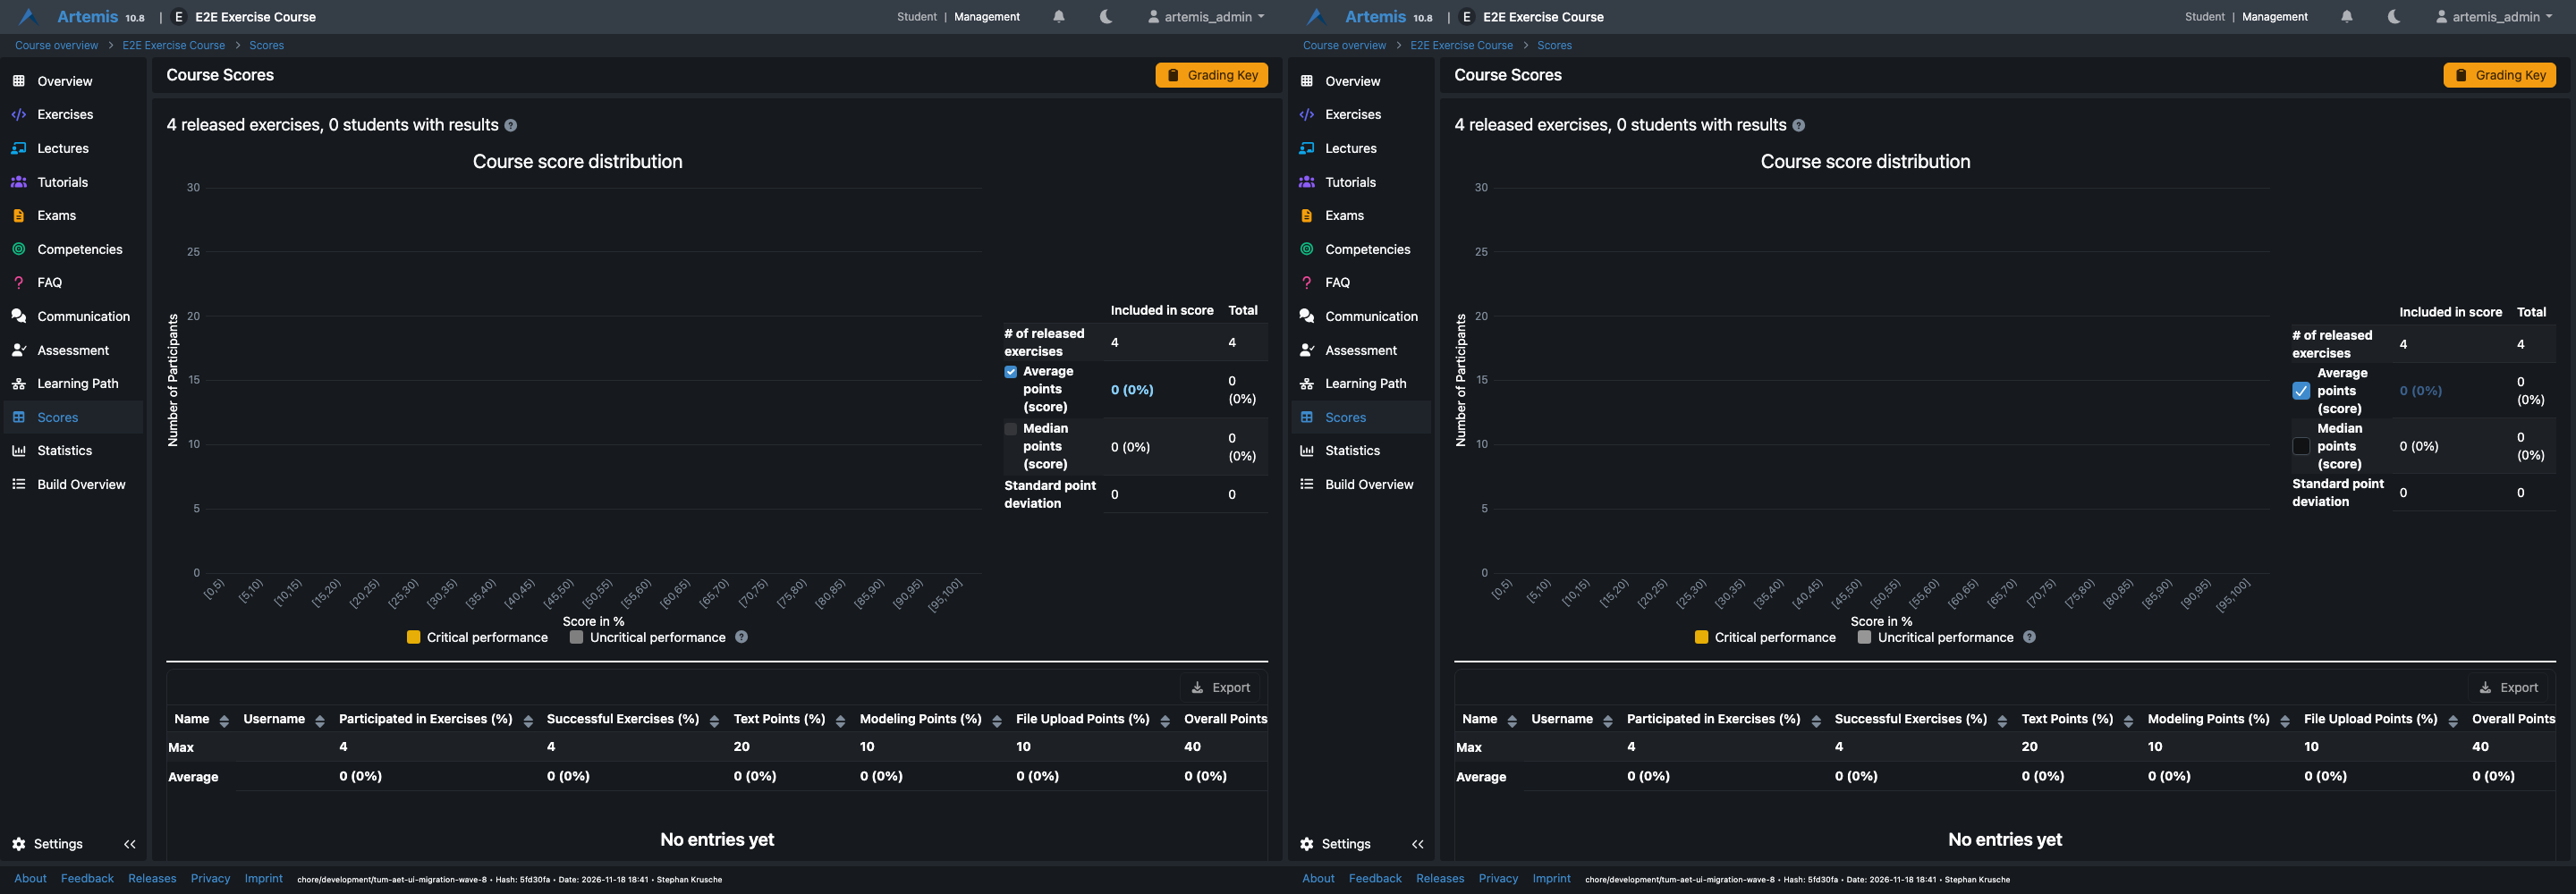 Artemis 10.8 | E E2E Exercise Course Student | Management artemis_admin
Course overview > E2E Exercise Course > Scores
Overview
Exercises
Lectures
Tutorials
Exams
Competencies
FAQ
Communication
Assessment
Learning Path
Scores
Statistics
Build Overview
Settings
Course Scores Grading Key
4 released exercises, 0 students with results ?
Course score distribution
Number of Participants
30
25
20
15
10
5
0
[0,5) [5,10) [10,15) [15,20) [20,25) [25,30) [30,35) [35,40) [40,45) [45,50) [50,55) [55,60) [60,65) [65,70) [70,75) [75,80) [80,85) [85,90) [90,95) [95,100]
Score in %
Critical performance Uncritical performance ?
Included in score Total
# of released
exercises 4 4
Average
points
(score) 0 (0%) 0
(0%)
Median
points
(score) 0 (0%) 0
(0%)
Standard point
deviation 0 0
Export
Name Username Participated in Exercises (%) Successful Exercises (%) Text Points (%) Modeling Points (%) File Upload Points (%) Overall Points
Max 4 4 20 10 10 40
Average 0 (0%) 0 (0%) 0 (0%) 0 (0%) 0 (0%) 0 (0%)
No entries yet
About Feedback Releases Privacy Imprint chore/development/tum-aet-ui-migration-wave-8 • Hash: 5fd30fa • Date: 2026-11-18 18:41 • Stephan Krusche
Artemis 10.8 | E E2E Exercise Course Student | Management artemis_admin
Course overview > E2E Exercise Course > Scores
Overview
Exercises
Lectures
Tutorials
Exams
Competencies
FAQ
Communication
Assessment
Learning Path
Scores
Statistics
Build Overview
Settings
Course Scores Grading Key
4 released exercises, 0 students with results ?
Course score distribution
Number of Participants
30
25
20
15
10
5
0
[0,5) [5,10) [10,15) [15,20) [20,25) [25,30) [30,35) [35,40) [40,45) [45,50) [50,55) [55,60) [60,65) [65,70) [70,75) [75,80) [80,85) [85,90) [90,95) [95,100]
Score in %
Critical performance Uncritical performance ?
Included in score Total
# of released
exercises 4 4
Average
points
(score) 0 (0%) 0
(0%)
Median
points
(score) 0 (0%) 0
(0%)
Standard point
deviation 0 0
Export
Name Username Participated in Exercises (%) Successful Exercises (%) Text Points (%) Modeling Points (%) File Upload Points (%) Overall Points
Max 4 4 20 10 10 40
Average 0 (0%) 0 (0%) 0 (0%) 0 (0%) 0 (0%) 0 (0%)
No entries yet
About Feedback Releases Privacy Imprint chore/development/tum-aet-ui-migration-wave-8 • Hash: 5fd30fa • Date: 2026-11-18 18:41 • Stephan Krusche